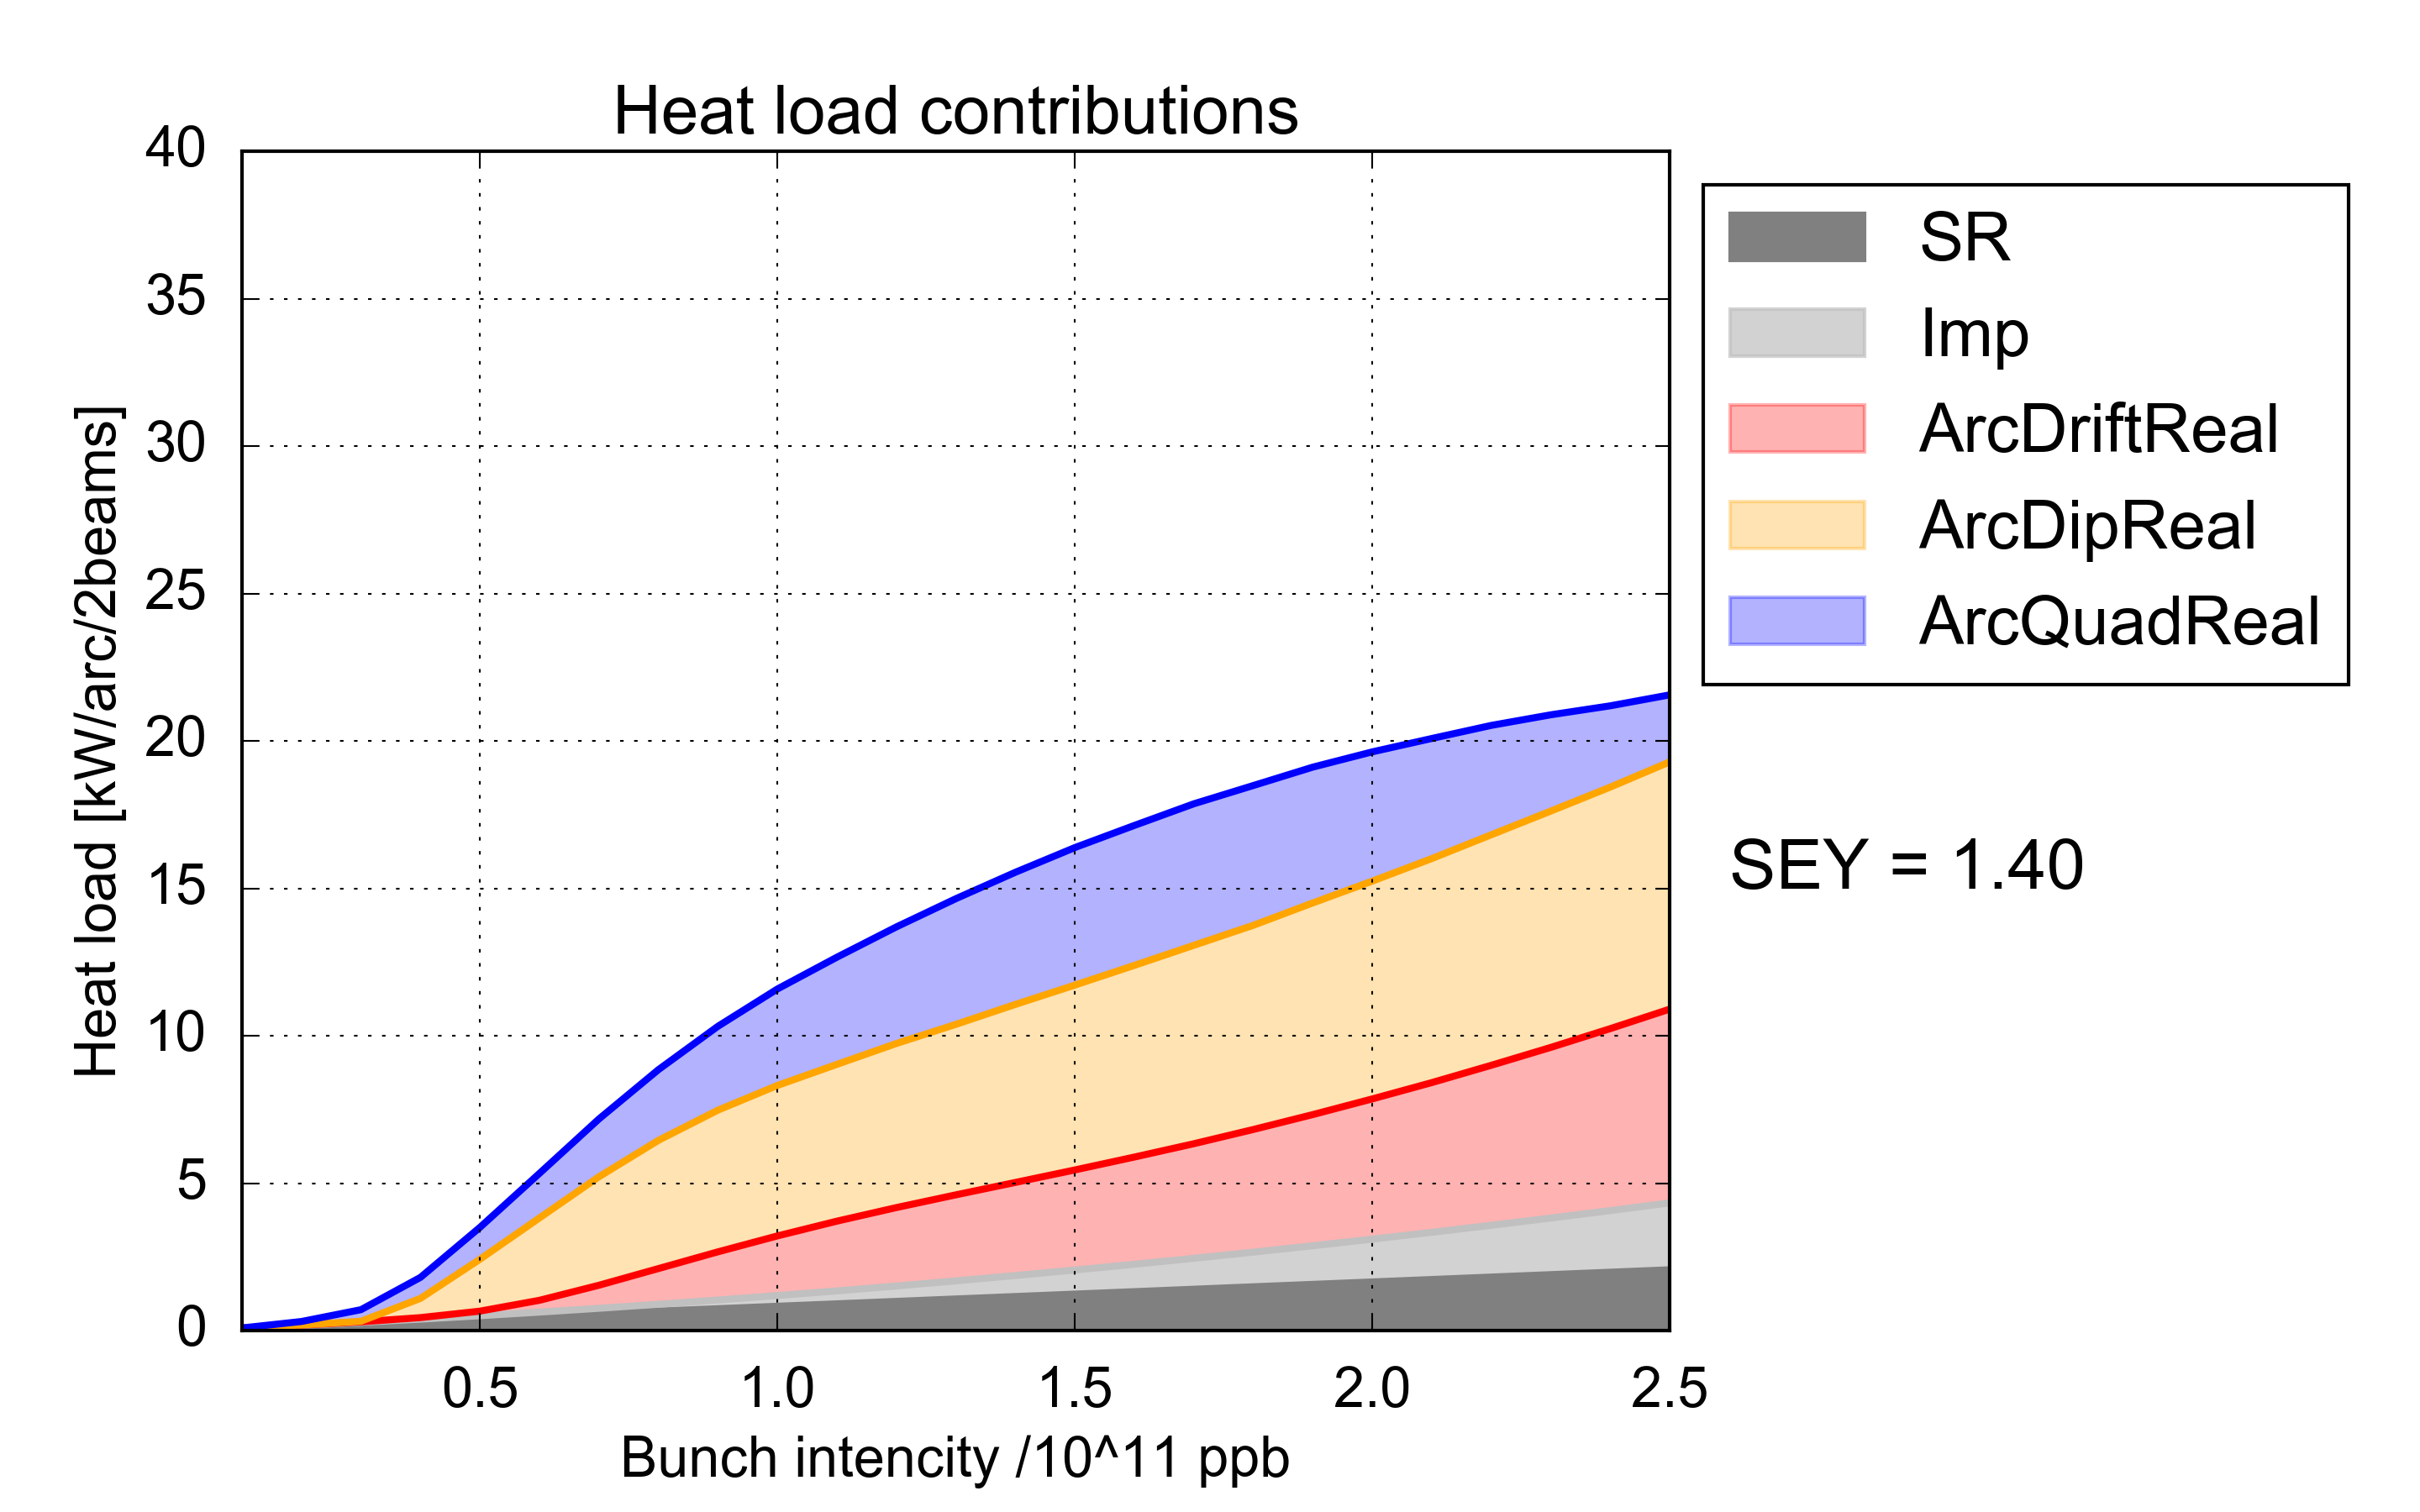 Heat load contributions
40
35
30
25
20
15
10
5
0
Heat load [kW/arc/2beams]
0.5 1.0 1.5 2.0 2.5
Bunch intencity /10^11 ppb
SR
Imp
ArcDriftReal
ArcDipReal
ArcQuadReal
SEY = 1.40